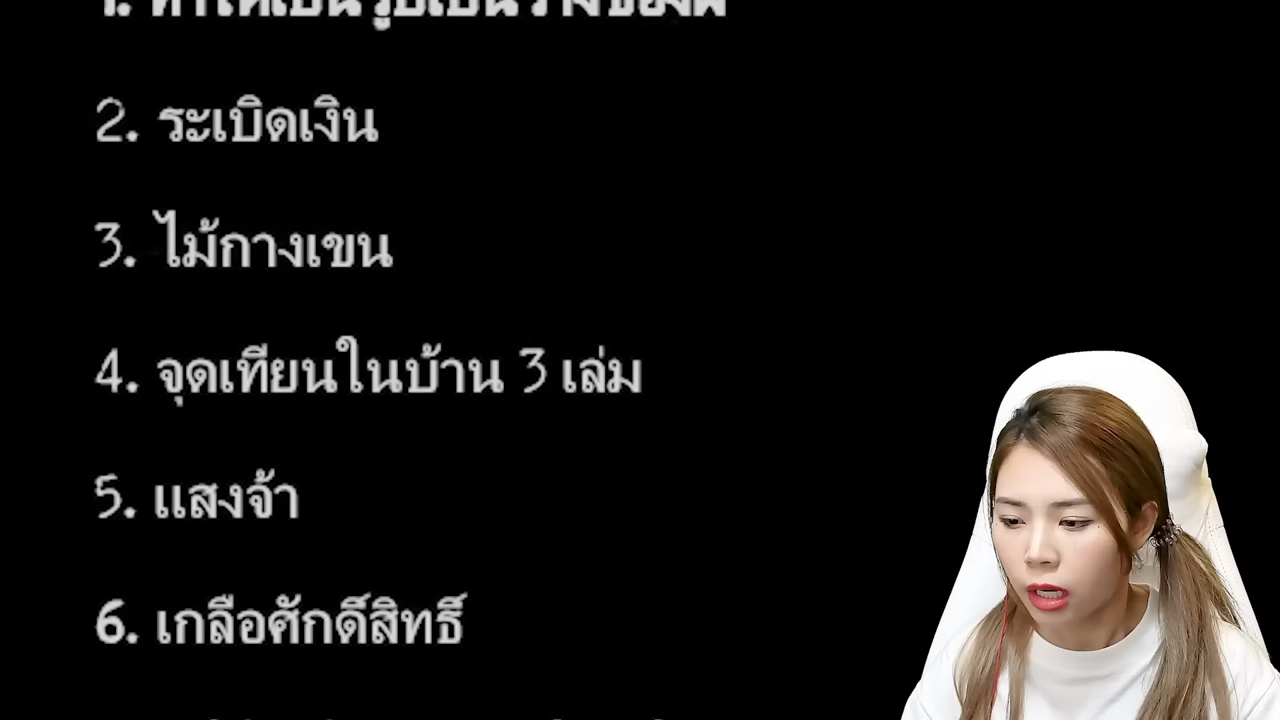 2. ระเบิดเงิน
3. ไม้กางเขน
4. จุดเทียนในบ้าน 3 เล่ม
5. แสงจ้า
6. เกลือศักดิ์สิทธิ์